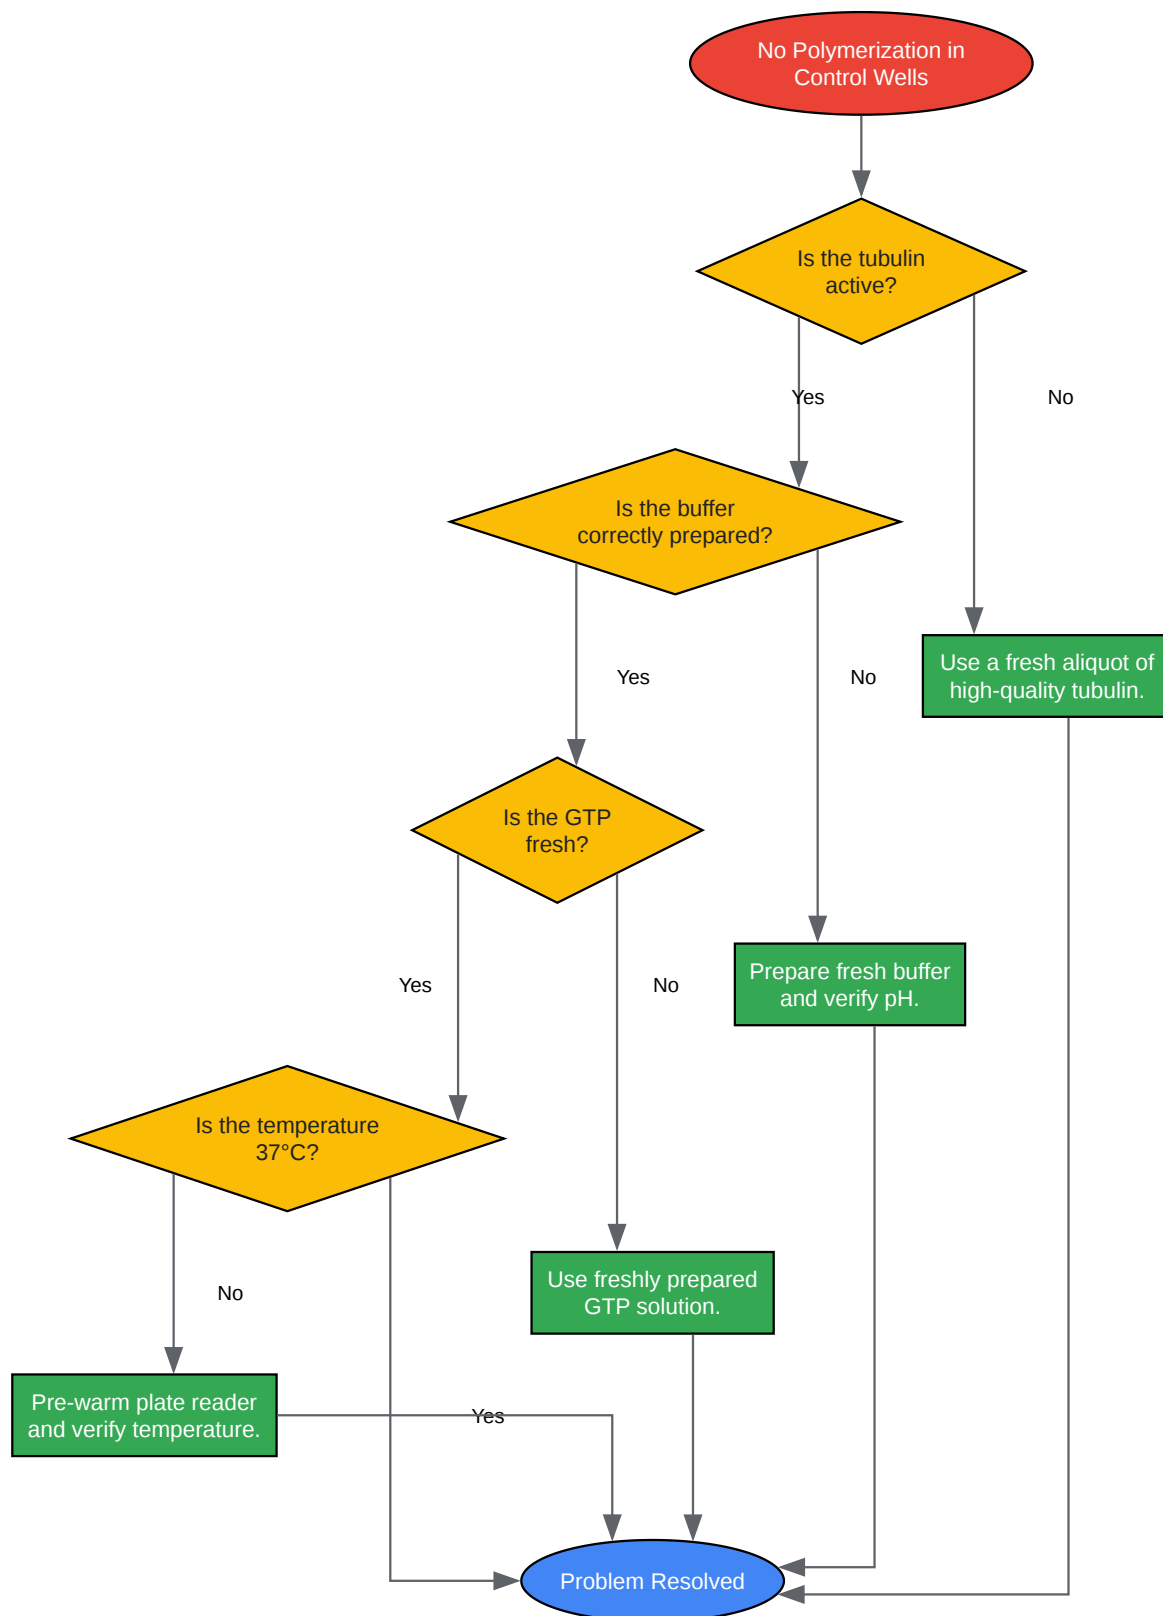 No Polymerization in
Control Wells
Is the tubulin
active?
Yes
No
Is the buffer
correctly prepared?
Yes
No
Use a fresh aliquot of
high-quality tubulin.
Is the GTP
fresh?
Yes
No
Prepare fresh buffer
and verify pH.
Is the temperature
37°C?
No
Use freshly prepared
GTP solution.
Pre-warm plate reader
and verify temperature.
Yes
Problem Resolved